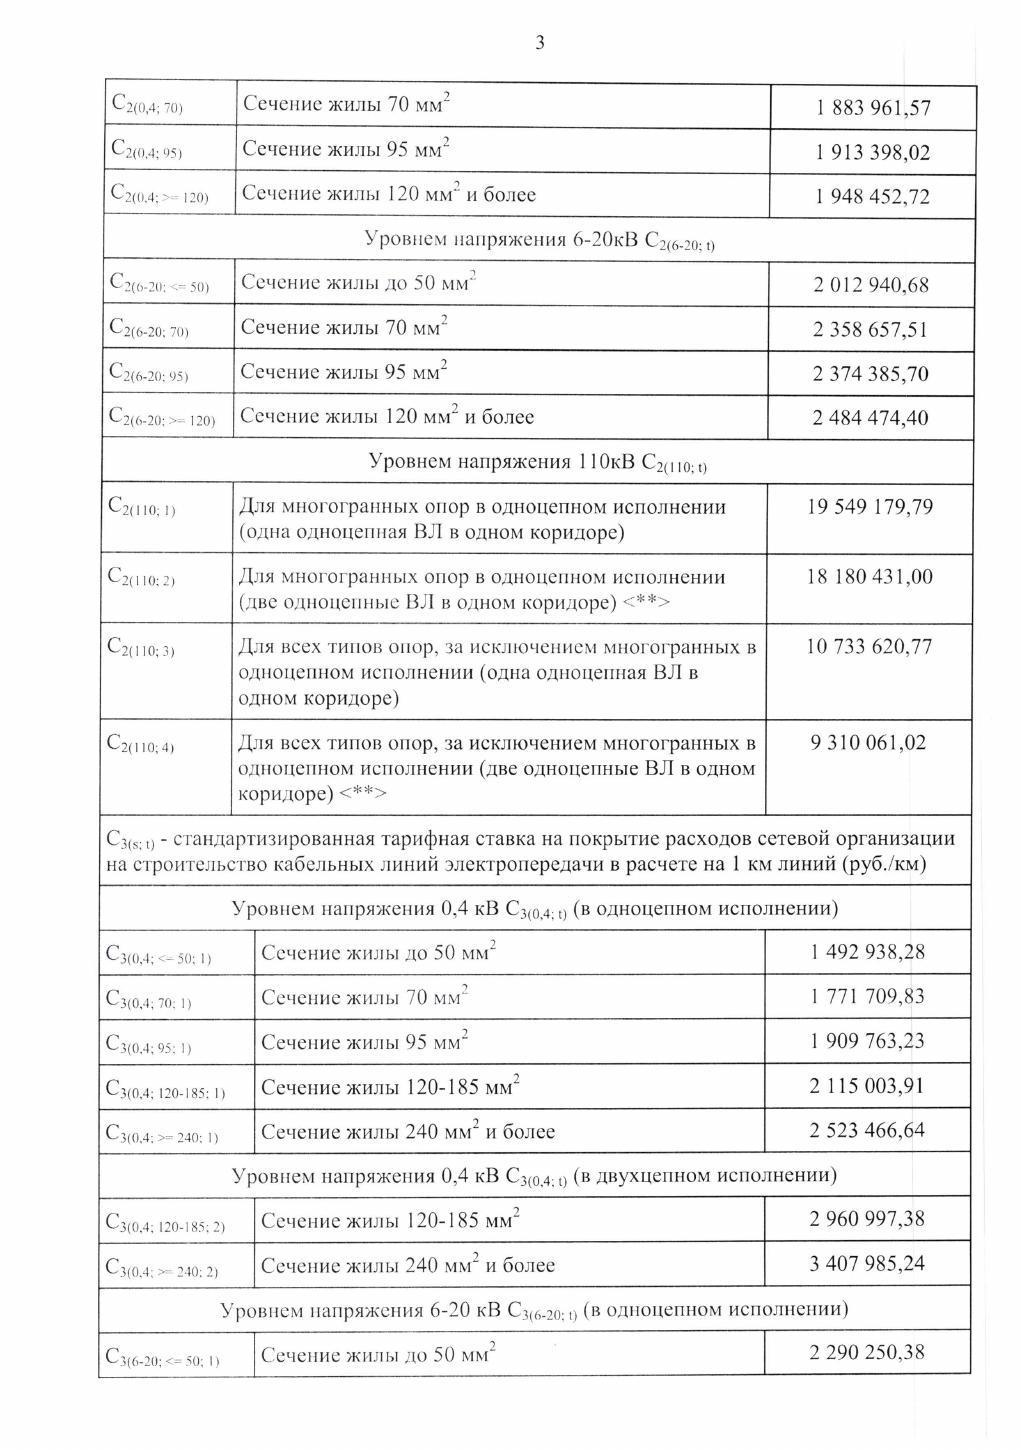 3
C2(0,4; 70) Сечение жилы 70 мм² 1 883 961,57
C2(0,4; 95) Сечение жилы 95 мм² 1 913 398,02
C2(0,4; >= 120) Сечение жилы 120 мм² и более 1 948 452,72
Уровнем напряжения 6-20кВ C2(6-20; t)
C2(6-20; <= 50) Сечение жилы до 50 мм² 2 012 940,68
C2(6-20; 70) Сечение жилы 70 мм² 2 358 657,51
C2(6-20; 95) Сечение жилы 95 мм² 2 374 385,70
C2(6-20; >= 120) Сечение жилы 120 мм² и более 2 484 474,40
Уровнем напряжения 110кВ C2(110; t)
C2(110; 1) Для многогранных опор в одноцепном исполнении 19 549 179,79
(одна одноцепная ВЛ в одном коридоре)
C2(110; 2) Для многогранных опор в одноцепном исполнении 18 180 431,00
(две одноцепные ВЛ в одном коридоре) <**>
C2(110; 3) Для всех типов опор, за исключением многогранных в 10 733 620,77
одноцепном исполнении (одна одноцепная ВЛ в
одном коридоре)
C2(110; 4) Для всех типов опор, за исключением многогранных в 9 310 061,02
одноцепном исполнении (две одноцепные ВЛ в одном
коридоре) <**>
C3(s; t) - стандартизированная тарифная ставка на покрытие расходов сетевой организации
на строительство кабельных линий электропередачи в расчете на 1 км линий (руб./км)
Уровнем напряжения 0,4 кВ C3(0,4; t) (в одноцепном исполнении)
C3(0,4; <= 50; 1) Сечение жилы до 50 мм² 1 492 938,28
C3(0,4; 70; 1) Сечение жилы 70 мм² 1 771 709,83
C3(0,4; 95; 1) Сечение жилы 95 мм² 1 909 763,23
C3(0,4; 120-185; 1) Сечение жилы 120-185 мм² 2 115 003,91
C3(0,4; >= 240; 1) Сечение жилы 240 мм² и более 2 523 466,64
Уровнем напряжения 0,4 кВ C3(0,4; t) (в двухцепном исполнении)
C3(0,4; 120-185; 2) Сечение жилы 120-185 мм² 2 960 997,38
C3(0,4; >= 240; 2) Сечение жилы 240 мм² и более 3 407 985,24
Уровнем напряжения 6-20 кВ C3(6-20; t) (в одноцепном исполнении)
C3(6-20; <= 50; 1) Сечение жилы до 50 мм² 2 290 250,38